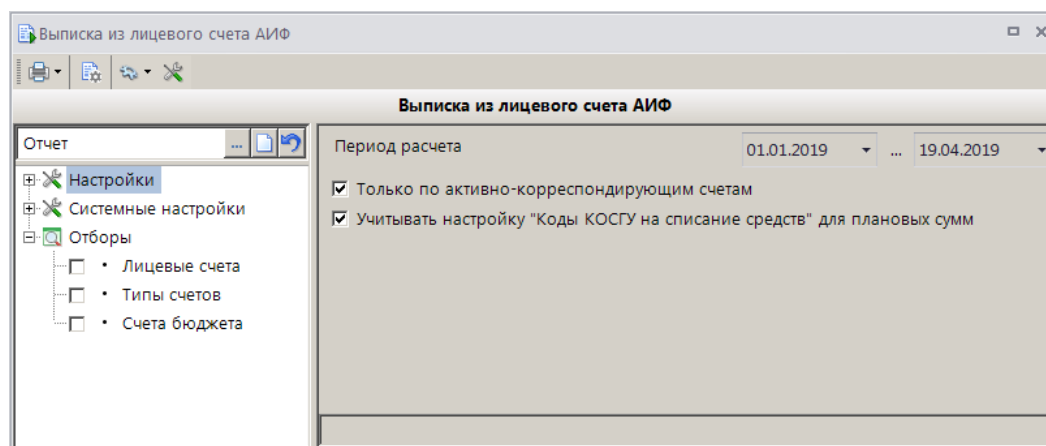 Выписка из лицевого счета АИФ
Выписка из лицевого счета АИФ
Отчет ...
Настройки
Системные настройки
Отборы
Лицевые счета
Типы счетов
Счета бюджета
Период расчета 01.01.2019 ... 19.04.2019
Только по активно-корреспондирующим счетам
Учитывать настройку "Коды КОСГУ на списание средств" для плановых сумм